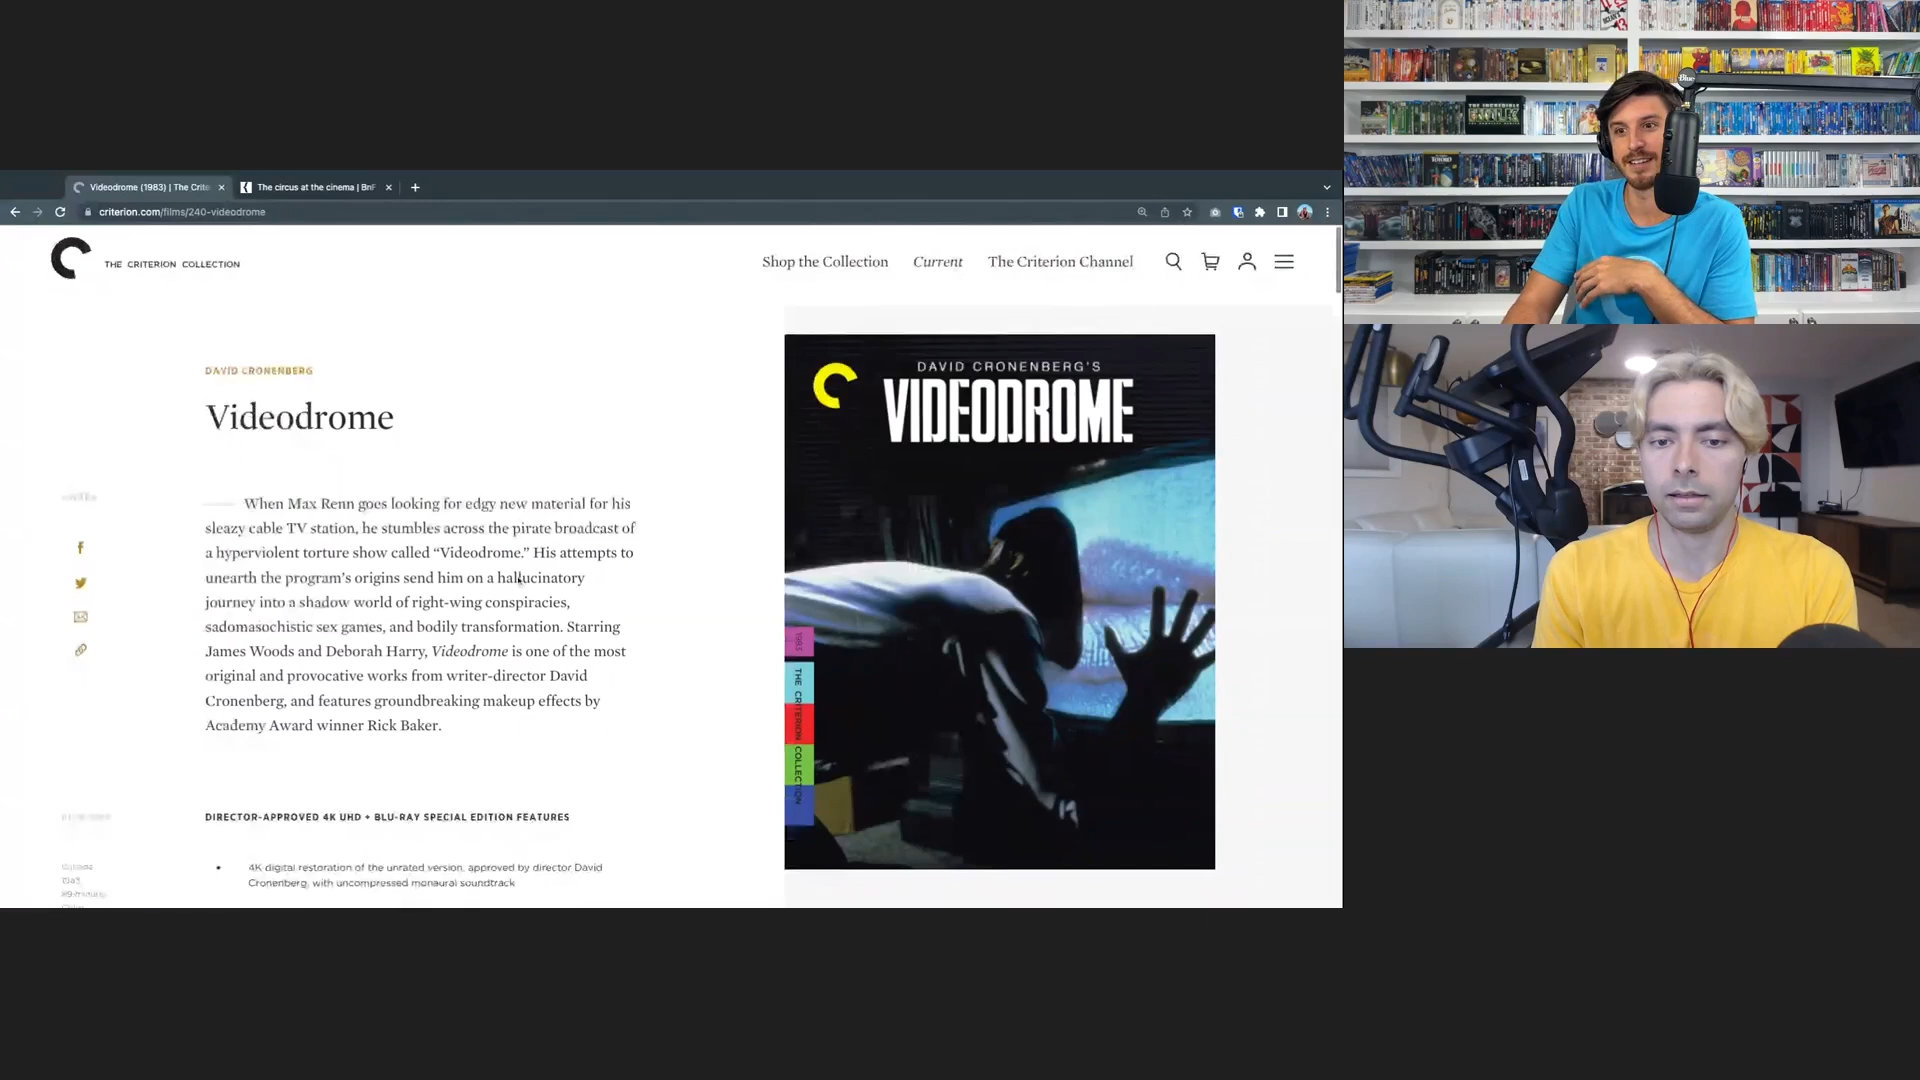 Videodrome (1983) | The Crite
The circus at the cinema | BnF
criterion.com/films/240-videodrome
THE CRITERION COLLECTION
Shop the Collection
Current
The Criterion Channel
DAVID CRONENBERG
Videodrome
When Max Renn goes looking for edgy new material for his
sleazy cable TV station, he stumbles across the pirate broadcast of
a hyperviolent torture show called “Videodrome.” His attempts to
unearth the program’s origins send him on a hallucinatory
journey into a shadow world of right-wing conspiracies,
sadomasochistic sex games, and bodily transformation. Starring
James Woods and Deborah Harry, Videodrome is one of the most
original and provocative works from writer-director David
Cronenberg, and features groundbreaking makeup effects by
Academy Award winner Rick Baker.
DIRECTOR-APPROVED 4K UHD + BLU-RAY SPECIAL EDITION FEATURES
4K digital restoration of the unrated version, approved by director David
Cronenberg, with uncompressed monaural soundtrack
DAVID CRONENBERG'S
VIDEODROME
1983
THE CRITERION COLLECTION
Blue
THE INCREDIBLE
HULK